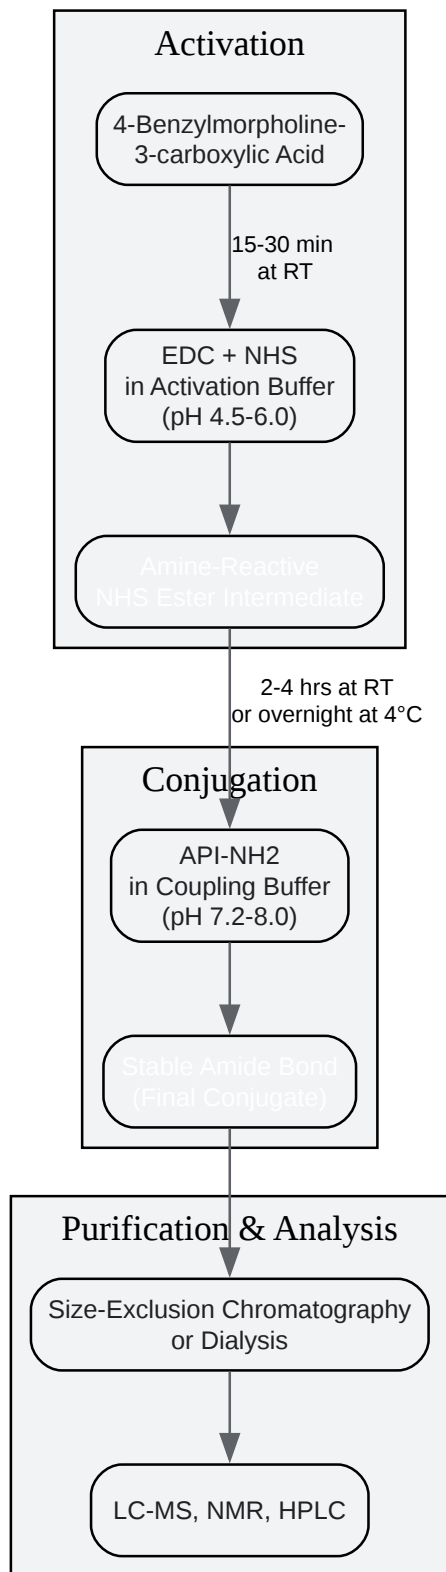 Activation
4-Benzylmorpholine-
3-carboxylic Acid
15-30 min
at RT
EDC + NHS
in Activation Buffer
(pH 4.5-6.0)
Amine-Reactive
NHS Ester Intermediate
2-4 hrs at RT
or overnight at 4°C
Conjugation
API-NH2
in Coupling Buffer
(pH 7.2-8.0)
Stable Amide Bond
(Final Conjugate)
Purification & Analysis
Size-Exclusion Chromatography
or Dialysis
LC-MS, NMR, HPLC